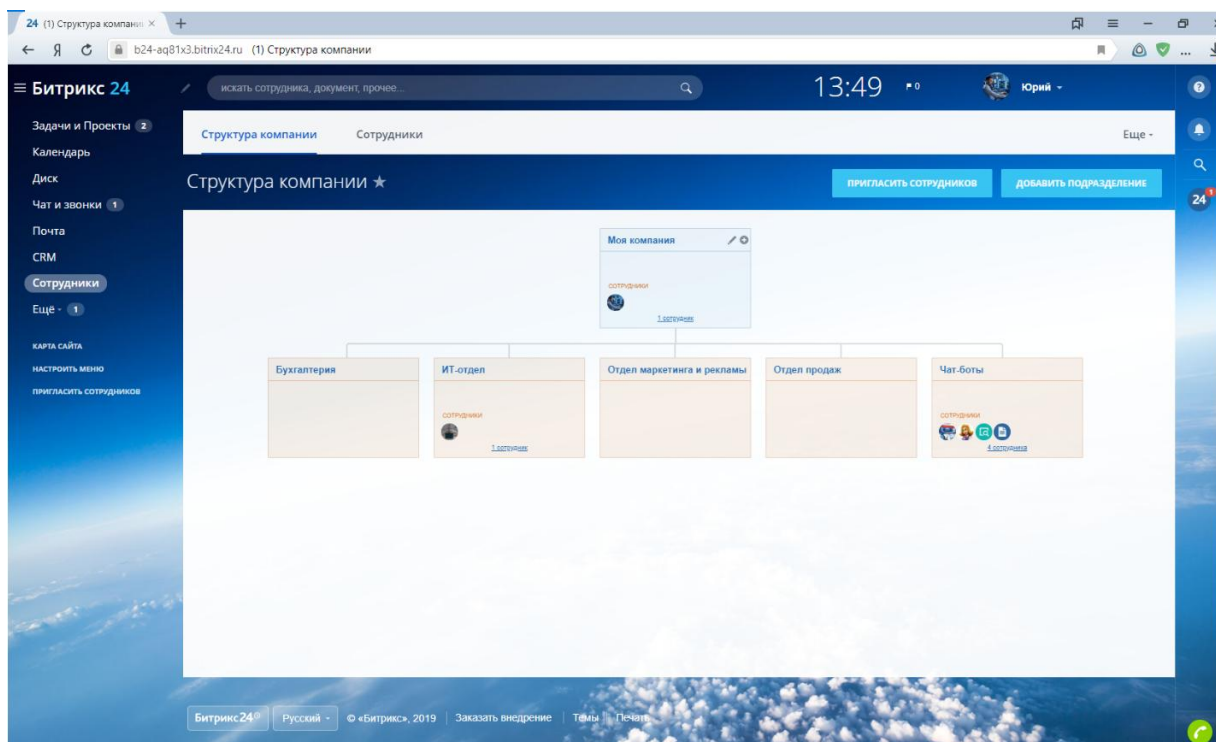 24 (1) Структура компании
b24-aq81x3.bitrix24.ru (1) Структура компании
Битрикс 24
искать сотрудника, документ, прочее...
13:49
0
Юрий
Задачи и Проекты 2
Календарь
Диск
Чат и звонки 1
Почта
CRM
Сотрудники
Ещё - 1
КАРТА САЙТА
НАСТРОИТЬ МЕНЮ
ПРИГЛАСИТЬ СОТРУДНИКОВ
Структура компании Сотрудники Еще -
Структура компании
ПРИГЛАСИТЬ СОТРУДНИКОВ ДОБАВИТЬ ПОДРАЗДЕЛЕНИЕ
24 1
Моя компания
СОТРУДНИКИ
1 сотрудник
Бухгалтерия
ИТ-отдел
СОТРУДНИКИ
1 сотрудник
Отдел маркетинга и рекламы
Отдел продаж
Чат-боты
СОТРУДНИКИ
4 сотрудника
Битрикс24 Русский - © «Битрикс», 2019 Заказать внедрение Темы Печать